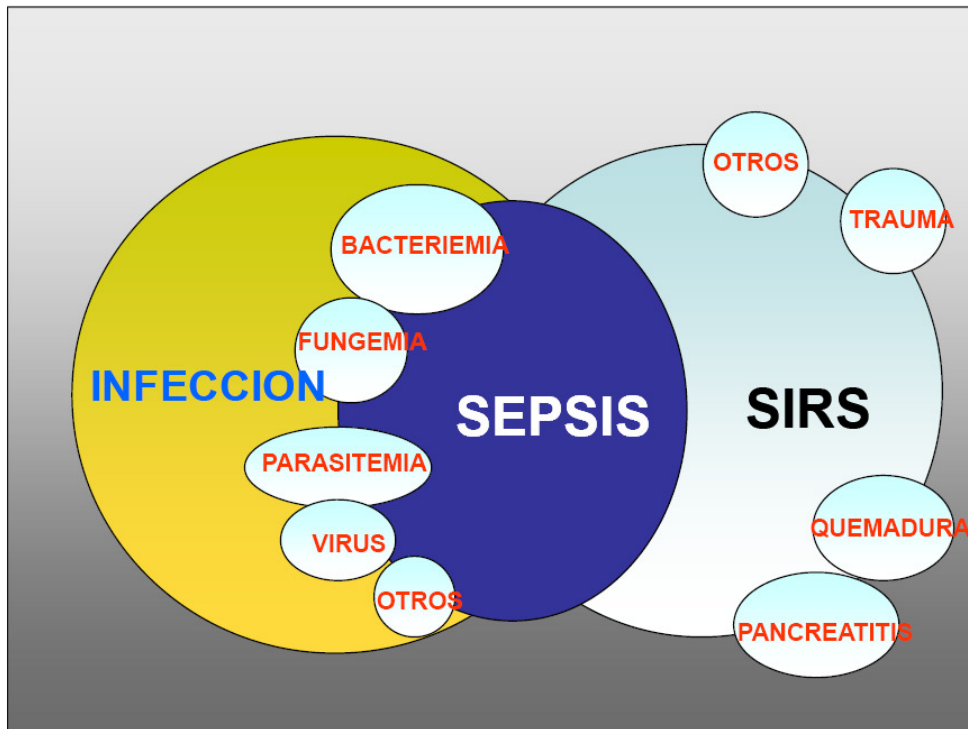 OTROS
TRAUMA
BACTERIEMIA
FUNGEMIA
INFECCION
SEPSIS
SIRS
PARASITEMIA
VIRUS
QUEMADURA
OTROS
PANCREATITIS